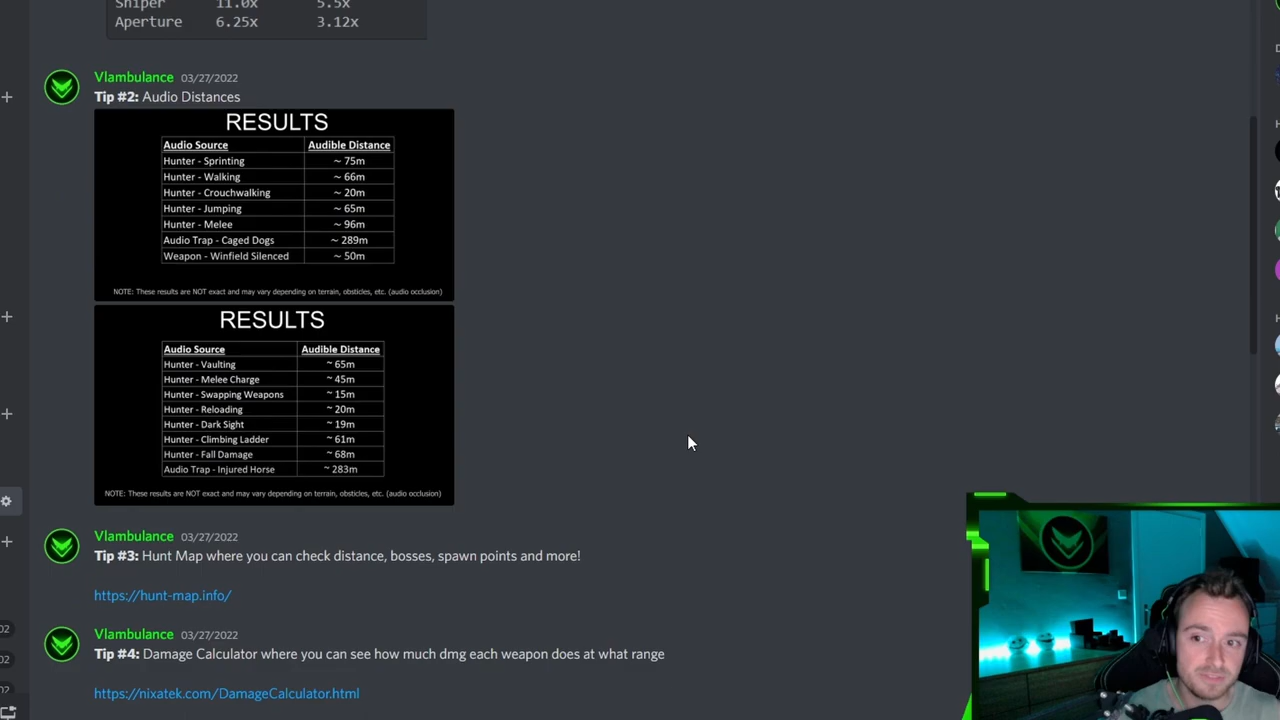 Sniper 11.0x 5.5x
Aperture 6.25x 3.12x
Vlambulance 03/27/2022
Tip #2: Audio Distances
RESULTS
Audio Source Audible Distance
Hunter - Sprinting ~ 75m
Hunter - Walking ~ 66m
Hunter - Crouchwalking ~ 20m
Hunter - Jumping ~ 65m
Hunter - Melee ~ 96m
Audio Trap - Caged Dogs ~ 289m
Weapon - Winfield Silenced ~ 50m
NOTE: These results are NOT exact and may vary depending on terrain, obsticles, etc. (audio occlusion)
RESULTS
Audio Source Audible Distance
Hunter - Vaulting ~ 65m
Hunter - Melee Charge ~ 45m
Hunter - Swapping Weapons ~ 15m
Hunter - Reloading ~ 20m
Hunter - Dark Sight ~ 19m
Hunter - Climbing Ladder ~ 61m
Hunter - Fall Damage ~ 68m
Audio Trap - Injured Horse ~ 283m
NOTE: These results are NOT exact and may vary depending on terrain, obsticles, etc. (audio occlusion)
Vlambulance 03/27/2022
Tip #3: Hunt Map where you can check distance, bosses, spawn points and more!
https://hunt-map.info/
02
Vlambulance 03/27/2022
Tip #4: Damage Calculator where you can see how much dmg each weapon does at what range
02
https://nixatek.com/DamageCalculator.html
02